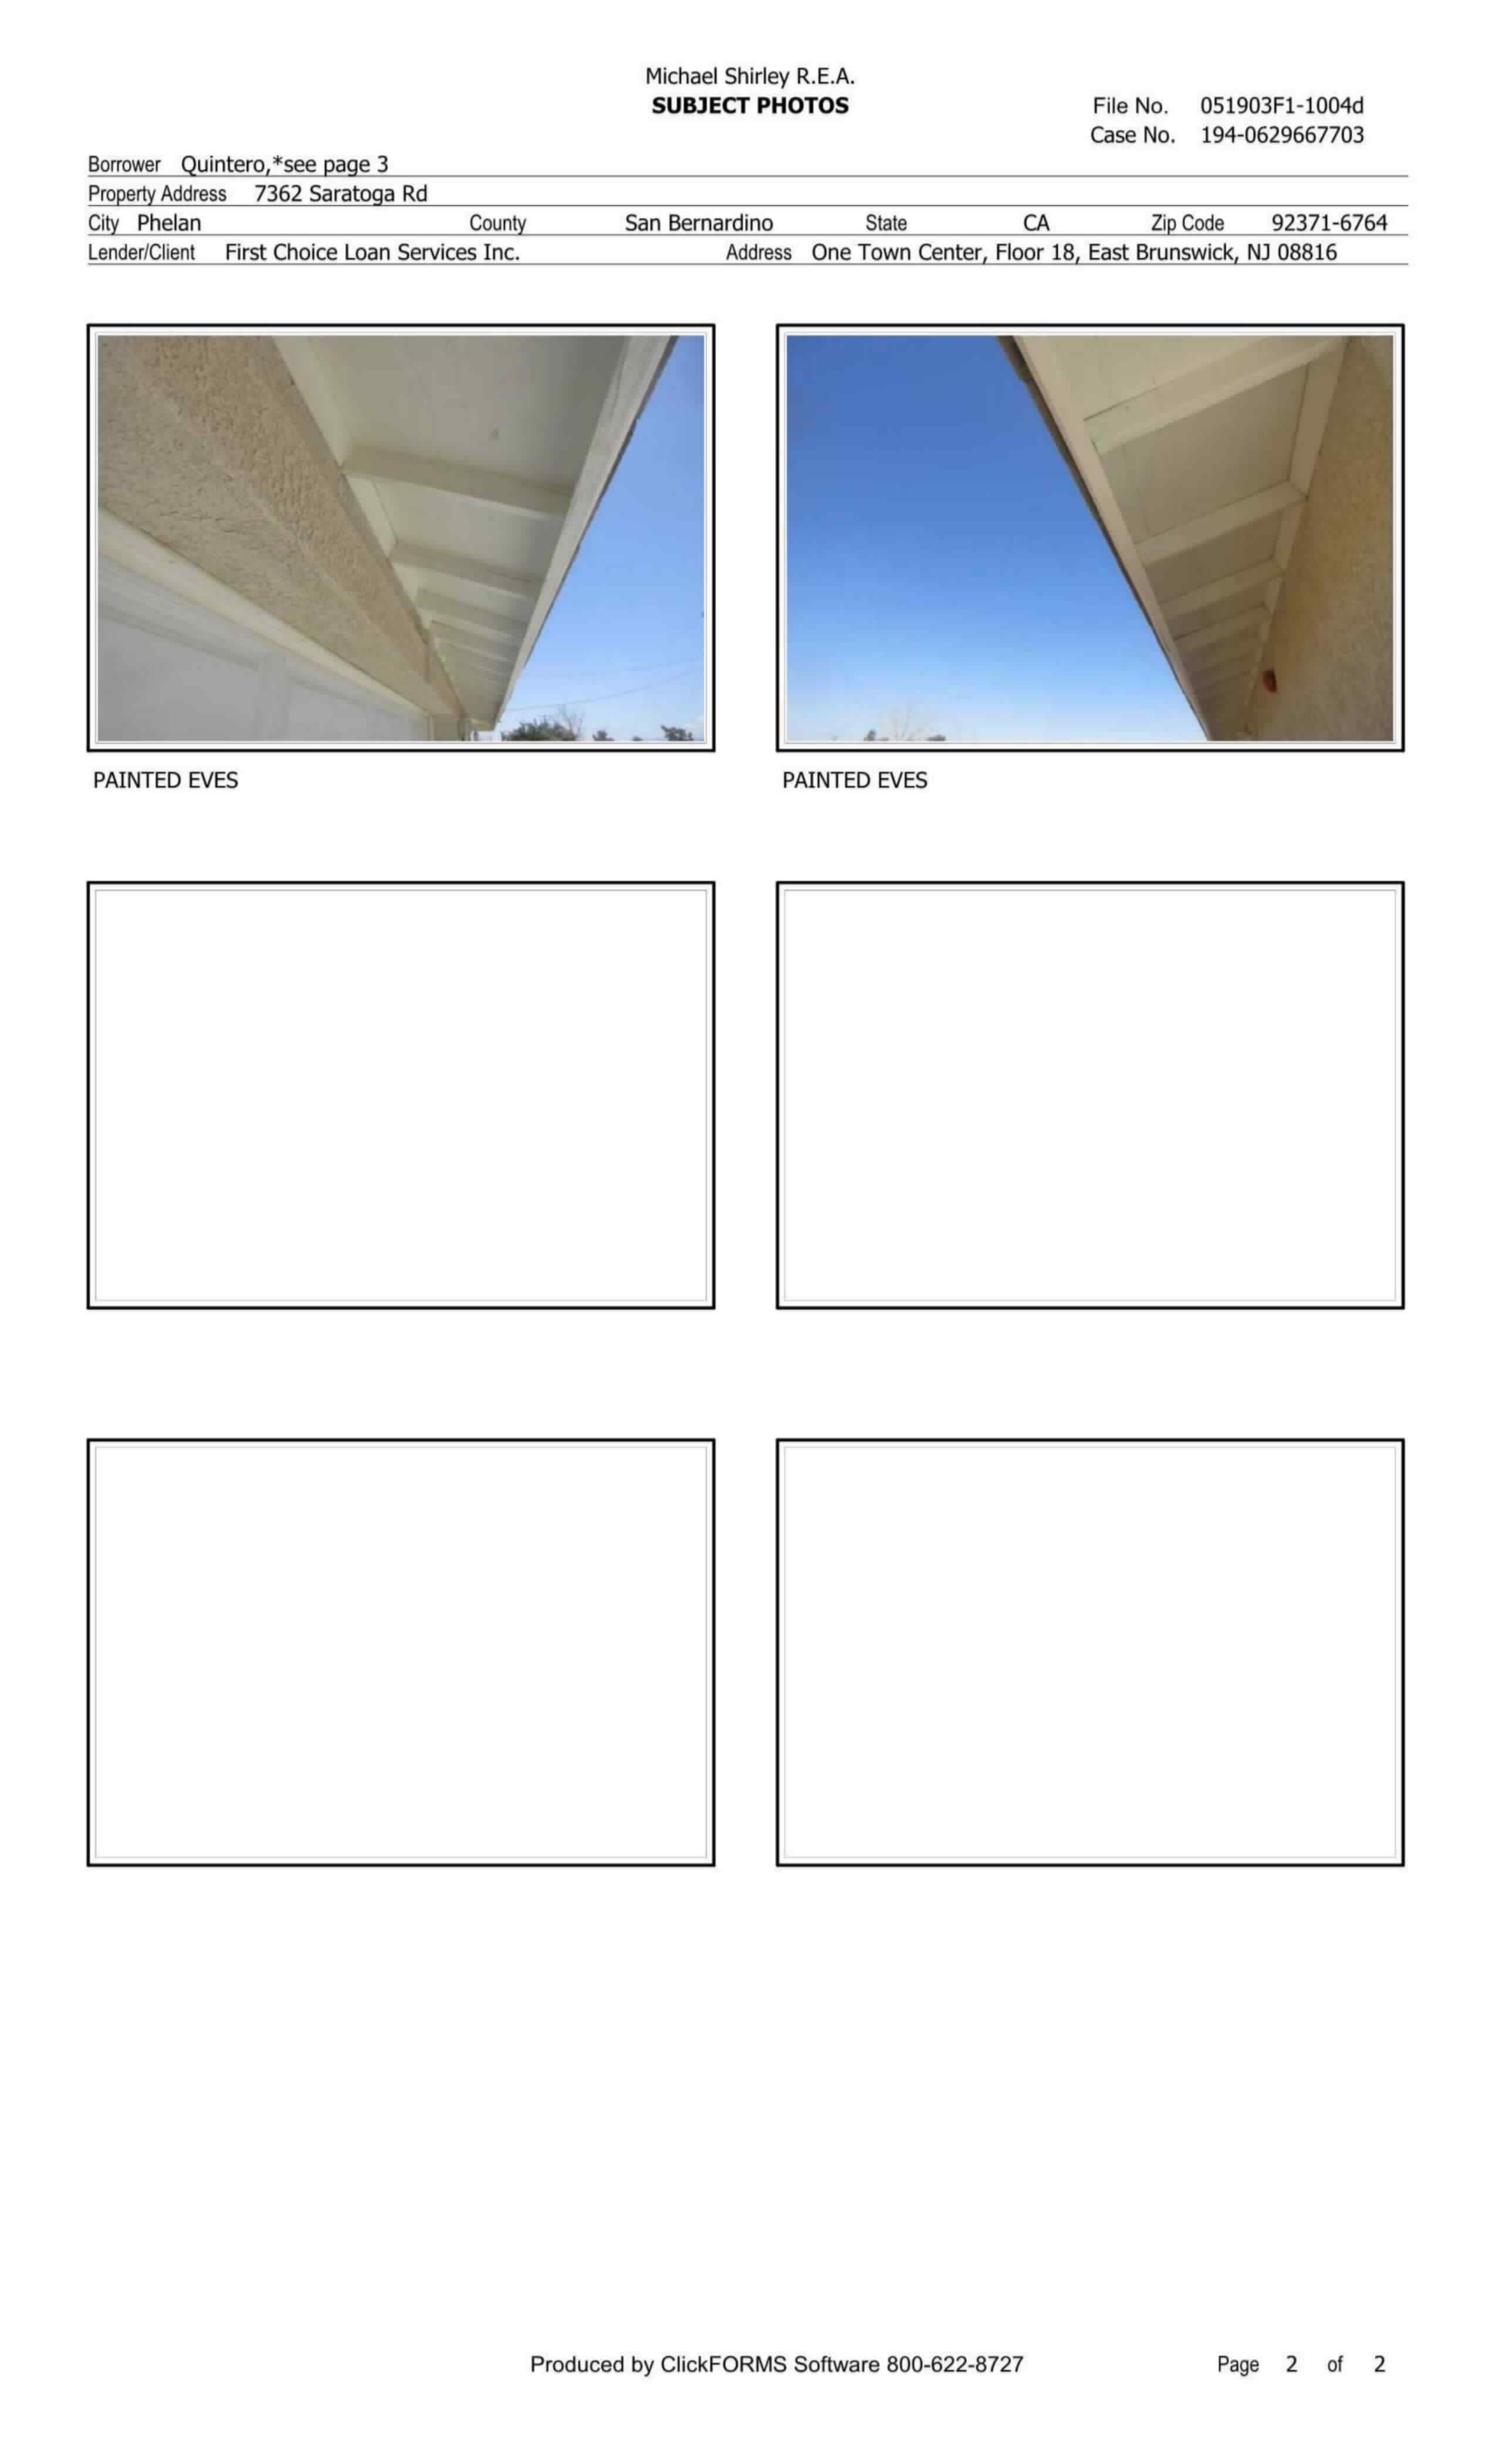 Michael Shirley R.E.A.
SUBJECT PHOTOS
File No. 051903F1-1004d
Case No. 194-0629667703
Borrower Quintero,*see page 3
Property Address 7362 Saratoga Rd
City Phelan County San Bernardino State CA Zip Code 92371-6764
Lender/Client First Choice Loan Services Inc. Address One Town Center, Floor 18, East Brunswick, NJ 08816
PAINTED EVES
PAINTED EVES
Produced by ClickFORMS Software 800-622-8727 Page 2 of 2